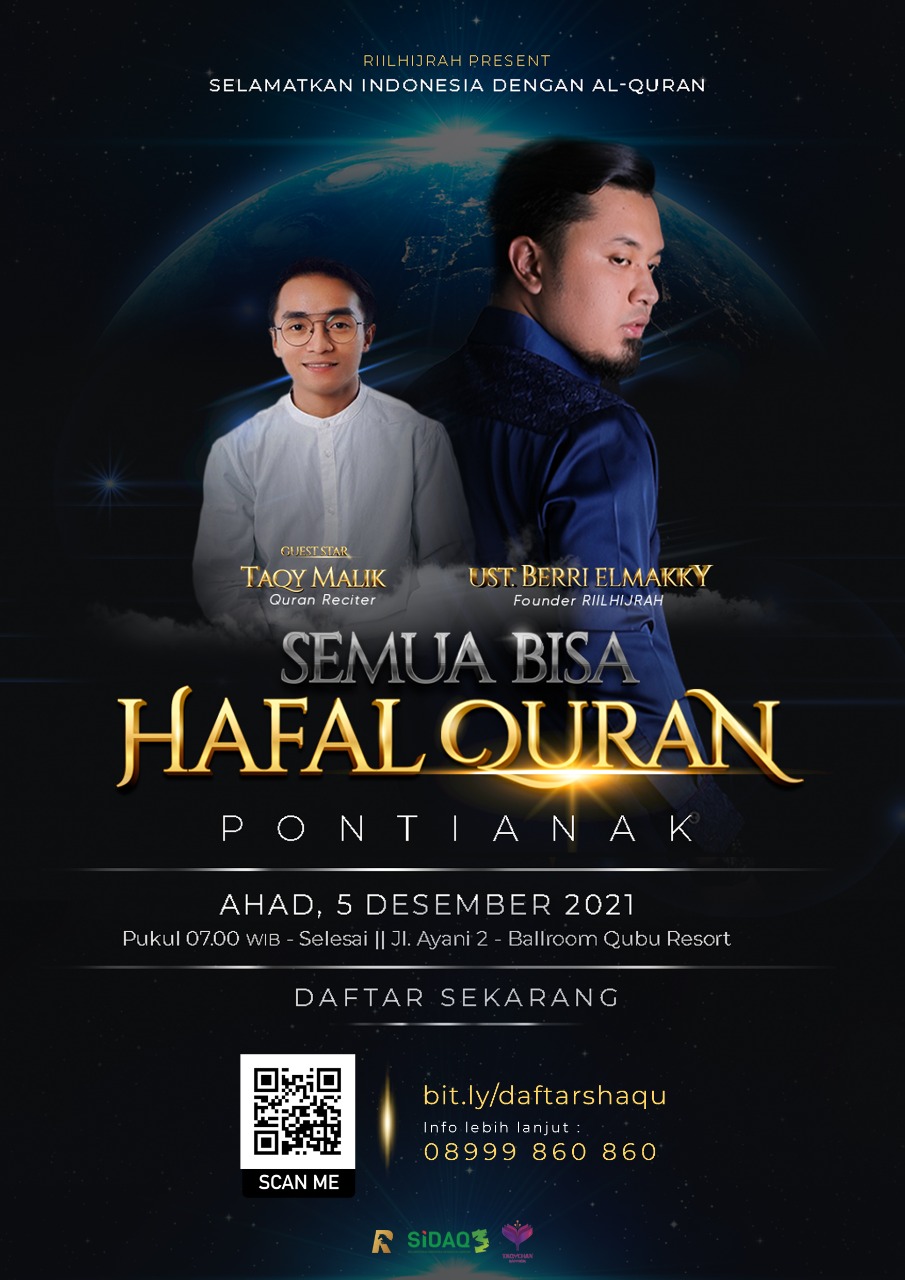 RIILHIJRAH PRESENT
SELAMATKAN INDONESIA DENGAN AL-QURAN
GUEST STAR
TAQY MALIK
Quran Reciter
UST. BERRI ELMAKKY
Founder RIILHIJRAH
SEMUA BISA
HAFAL QURAN
PONTIANAK
AHAD, 5 DESEMBER 2021
Pukul 07.00 WIB - Selesai || Jl. Ayani 2 - Ballroom Qubu Resort
DAFTAR SEKARANG
bit.ly/daftarshaqu
Info lebih lanjut :
08999 860 860
SCAN ME
SiDAQ3